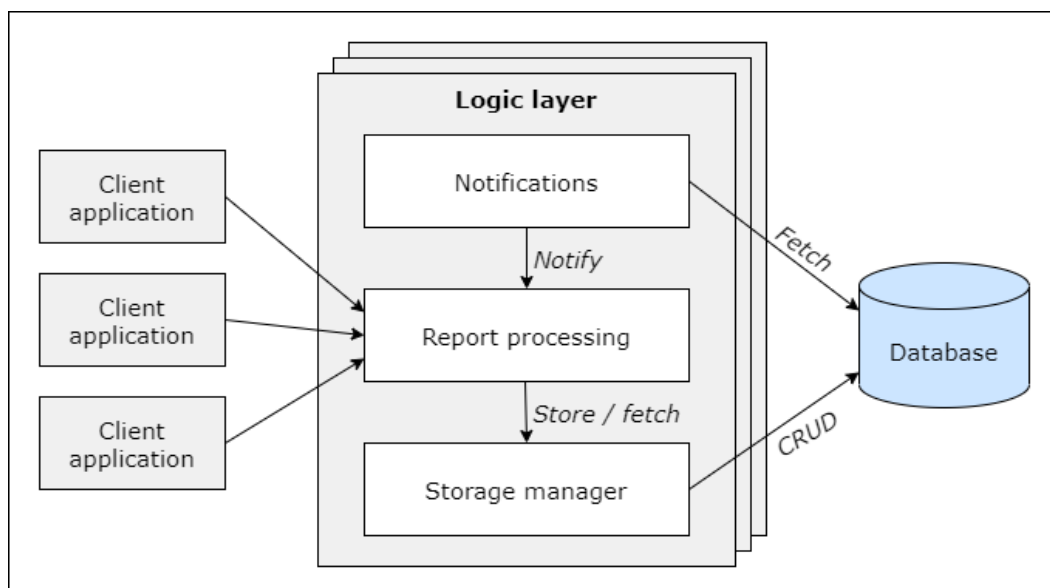 Logic layer
Client
application
Notifications
Fetch
Notify
Client
application
Report processing
Database
Store / fetch
Client
application
CRUD
Storage manager